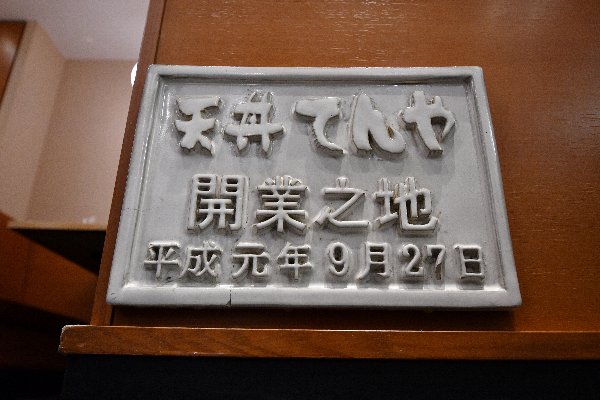 天丼 てんや
開業之地
平成元年 9月27日